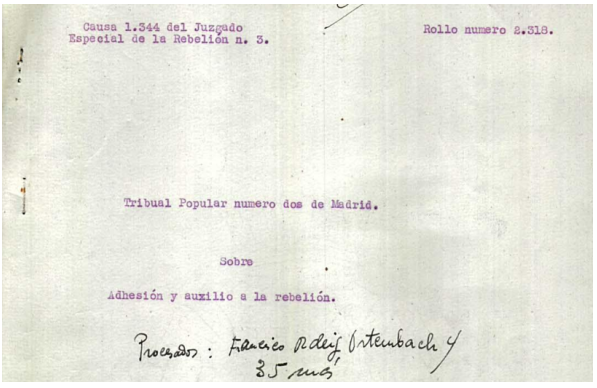 Causa 1.344 del Juzgado
Especial de la Rebelión n. 3.
Rollo numero 2.318.
Tribual Popular numero dos de Madrid.
Sobre
Adhesión y auxilio a la rebelión.
Procesados: Ortembach y
35 más